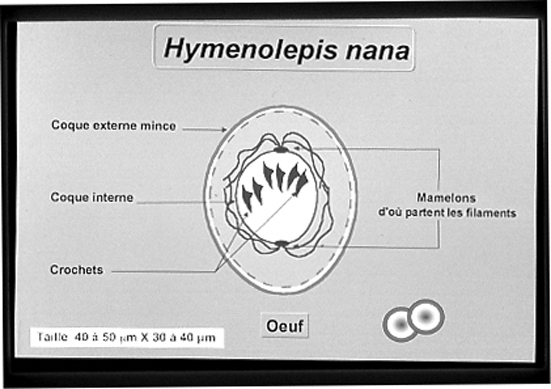 Hymenolepis nana
Coque externe mince
Coque interne
Mamelons
d'où partent les filaments
Crochets
Oeuf
Taille 40 à 50 µm X 30 à 40 µm